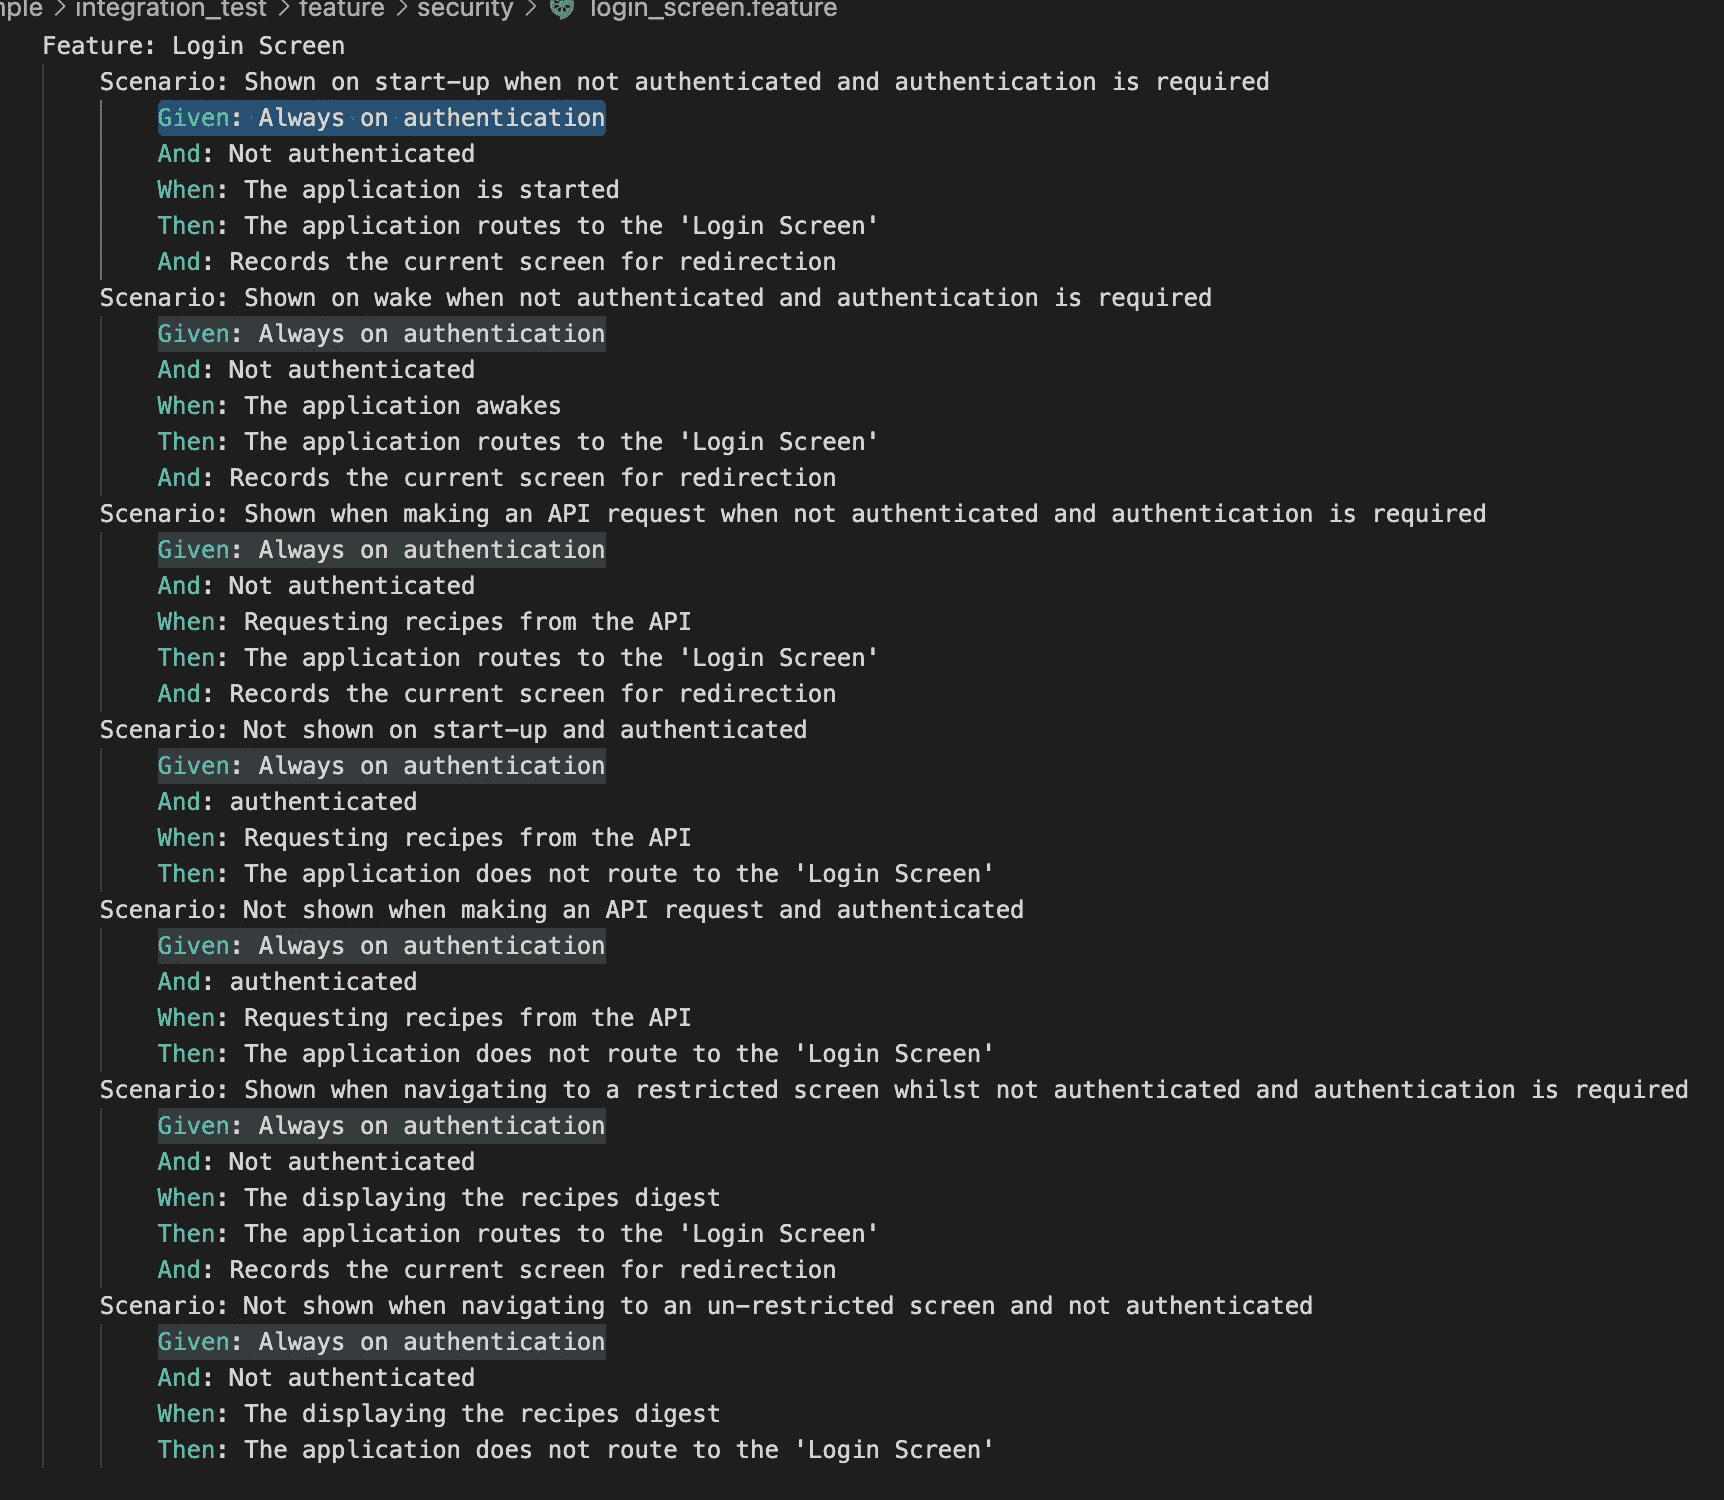 integration_test > feature > security > login_screen.feature
Feature: Login Screen
Scenario: Shown on start-up when not authenticated and authentication is required
Given: Always on authentication
And: Not authenticated
When: The application is started
Then: The application routes to the 'Login Screen'
And: Records the current screen for redirection
Scenario: Shown on wake when not authenticated and authentication is required
Given: Always on authentication
And: Not authenticated
When: The application awakes
Then: The application routes to the 'Login Screen'
And: Records the current screen for redirection
Scenario: Shown when making an API request when not authenticated and authentication is required
Given: Always on authentication
And: Not authenticated
When: Requesting recipes from the API
Then: The application routes to the 'Login Screen'
And: Records the current screen for redirection
Scenario: Not shown on start-up and authenticated
Given: Always on authentication
And: authenticated
When: Requesting recipes from the API
Then: The application does not route to the 'Login Screen'
Scenario: Not shown when making an API request and authenticated
Given: Always on authentication
And: authenticated
When: Requesting recipes from the API
Then: The application does not route to the 'Login Screen'
Scenario: Shown when navigating to a restricted screen whilst not authenticated and authentication is required
Given: Always on authentication
And: Not authenticated
When: The displaying the recipes digest
Then: The application routes to the 'Login Screen'
And: Records the current screen for redirection
Scenario: Not shown when navigating to an un-restricted screen and not authenticated
Given: Always on authentication
And: Not authenticated
When: The displaying the recipes digest
Then: The application does not route to the 'Login Screen'